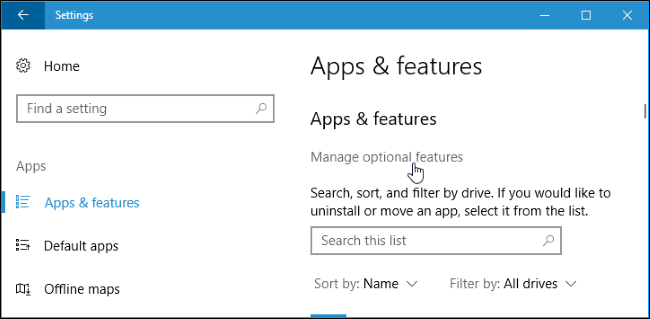 Settings
Home
Find a setting
Apps
Apps & features
Default apps
Offline maps
Apps & features
Apps & features
Manage optional features
Search, sort, and filter by drive. If you would like to
uninstall or move an app, select it from the list.
Search this list
Sort by: Name Filter by: All drives